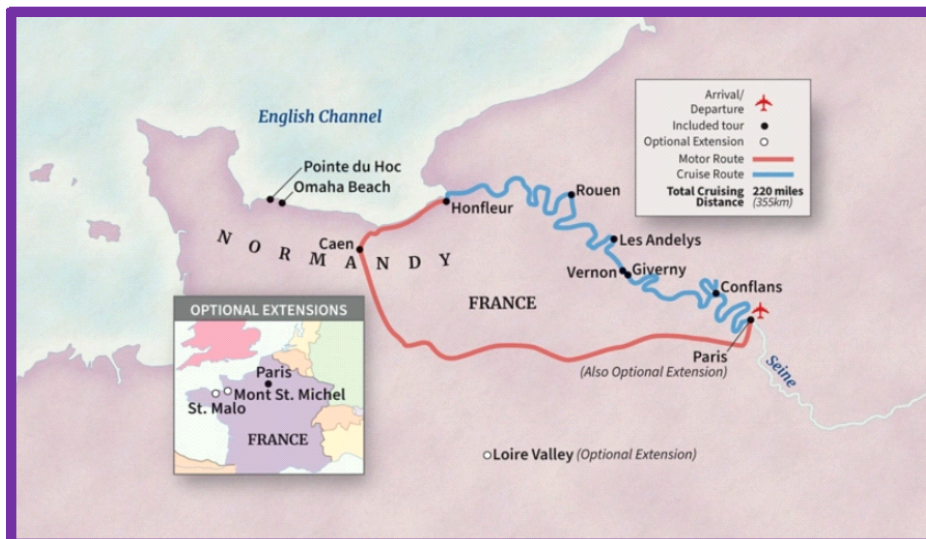 English Channel
Pointe du Hoc
Omaha Beach
Honfleur
Rouen
Caen
NORMANDY
Les Andelys
Vernon
Giverny
Conflans
FRANCE
Paris
(Also Optional Extension)
Seine
Loire Valley (Optional Extension)
Arrival/
Departure
Included tour
Optional Extension
Motor Route
Cruise Route
Total Cruising 220 miles
Distance (355km)
OPTIONAL EXTENSIONS
Paris
Mont St. Michel
St. Malo
FRANCE